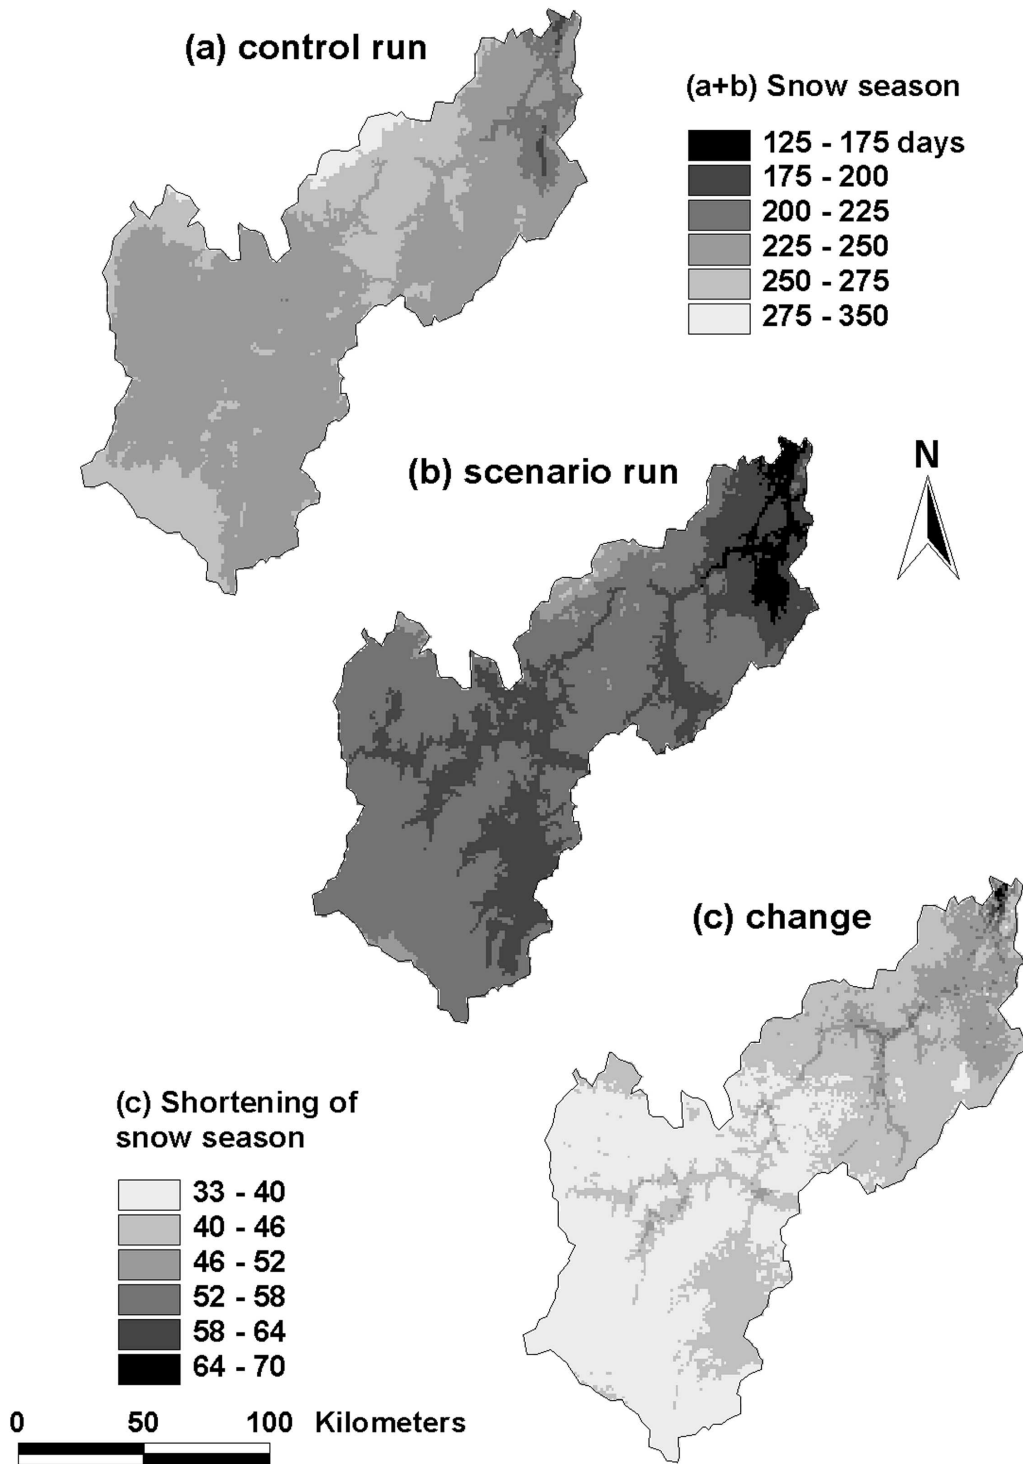 (a) control run
(a+b) Snow season
125 - 175 days
175 - 200
200 - 225
225 - 250
250 - 275
275 - 350
(b) scenario run
N
(c) change
(c) Shortening of
snow season
33 - 40
40 - 46
46 - 52
52 - 58
58 - 64
64 - 70
0 50 100 Kilometers